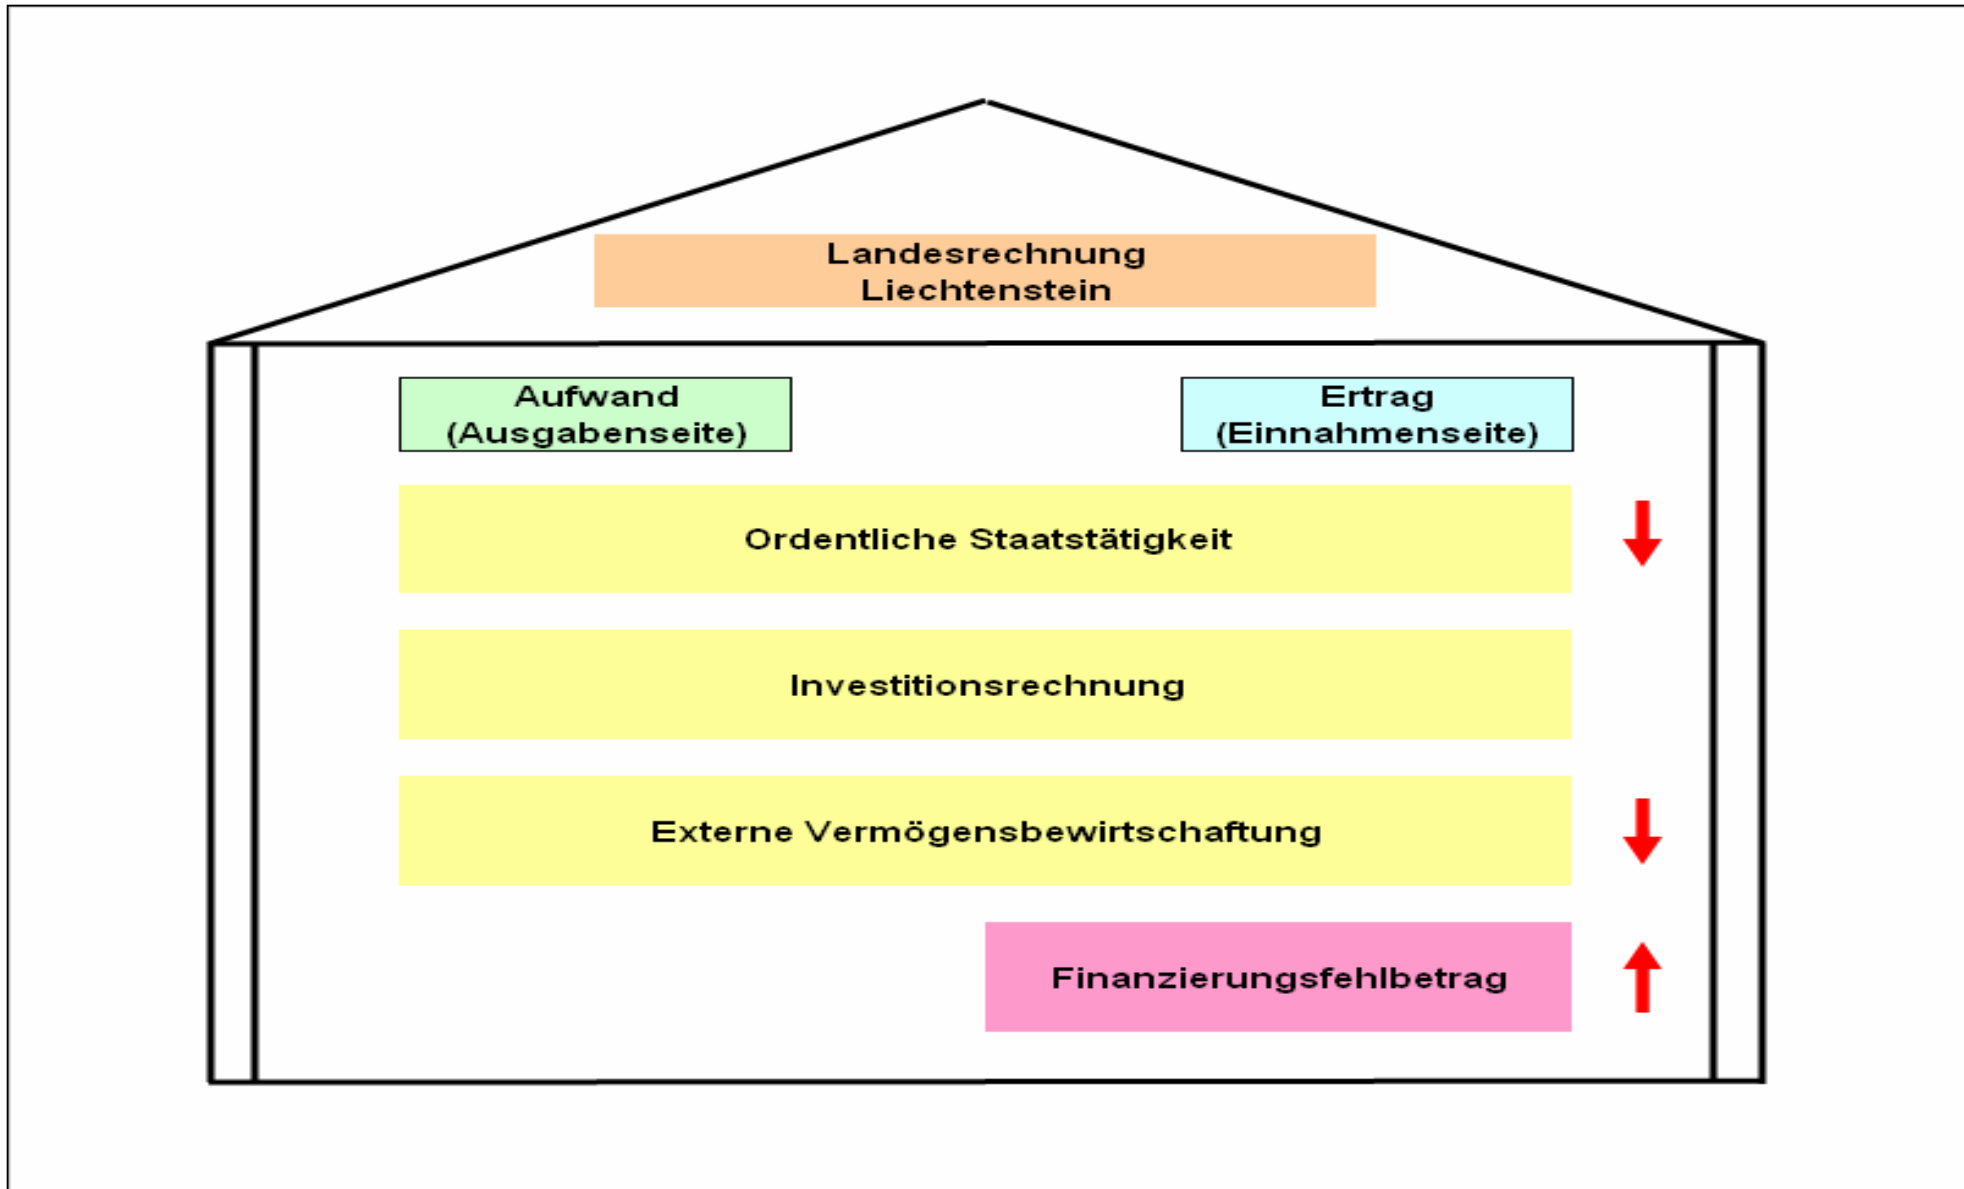 Landesrechnung
Liechtenstein
Aufwand
(Ausgabenseite)
Ertrag
(Einnahmenseite)
Ordentliche Staatstätigkeit
Investitionsrechnung
Externe Vermögensbewirtschaftung
Finanzierungsfehlbetrag